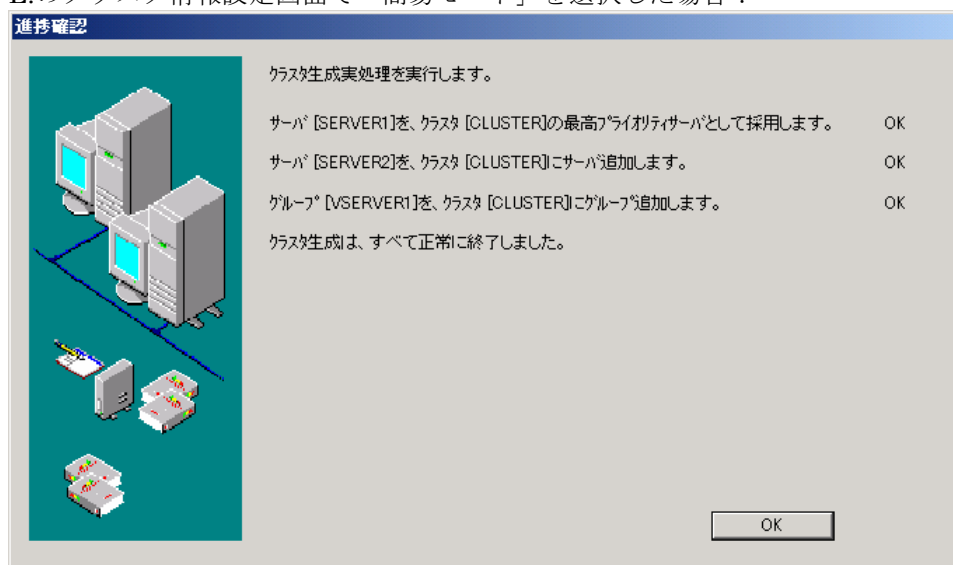 進捗確認
クラスタ生成実処理を実行します。
サーバ [SERVER1]を、クラスタ [CLUSTER]の最高プライオリティサーバとして採用します。 OK
サーバ [SERVER2]を、クラスタ [CLUSTER]にサーバ追加します。 OK
グループ [VSERVER1]を、クラスタ [CLUSTER]にグループ追加します。 OK
クラスタ生成は、すべて正常に終了しました。
OK